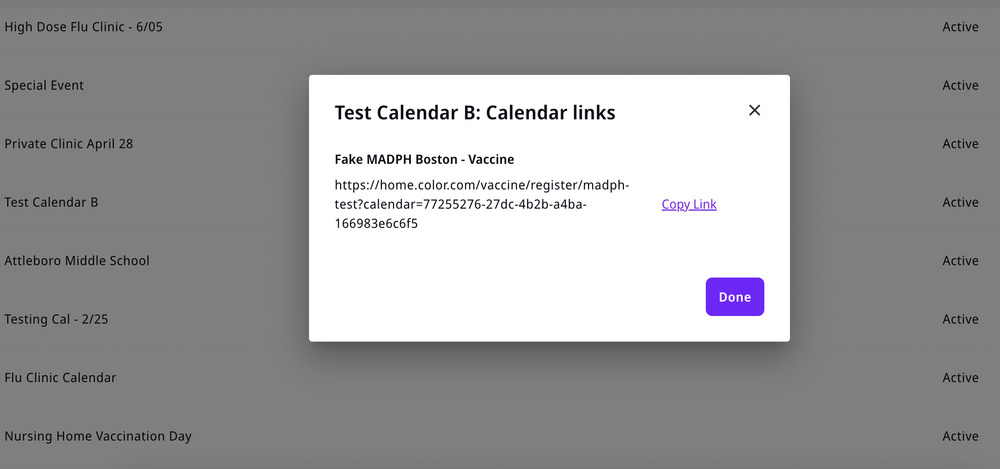 High Dose Flu Clinic - 6/05 Active
Special Event Active
Private Clinic April 28 Active
Test Calendar B Active
Attleboro Middle School Active
Testing Cal - 2/25 Active
Flu Clinic Calendar Active
Nursing Home Vaccination Day Active
Test Calendar B: Calendar links
Fake MADPH Boston - Vaccine
https://home.color.com/vaccine/register/madph-
test?calendar=77255276-27dc-4b2b-a4ba-
166983e6c6f5
Copy Link
Done